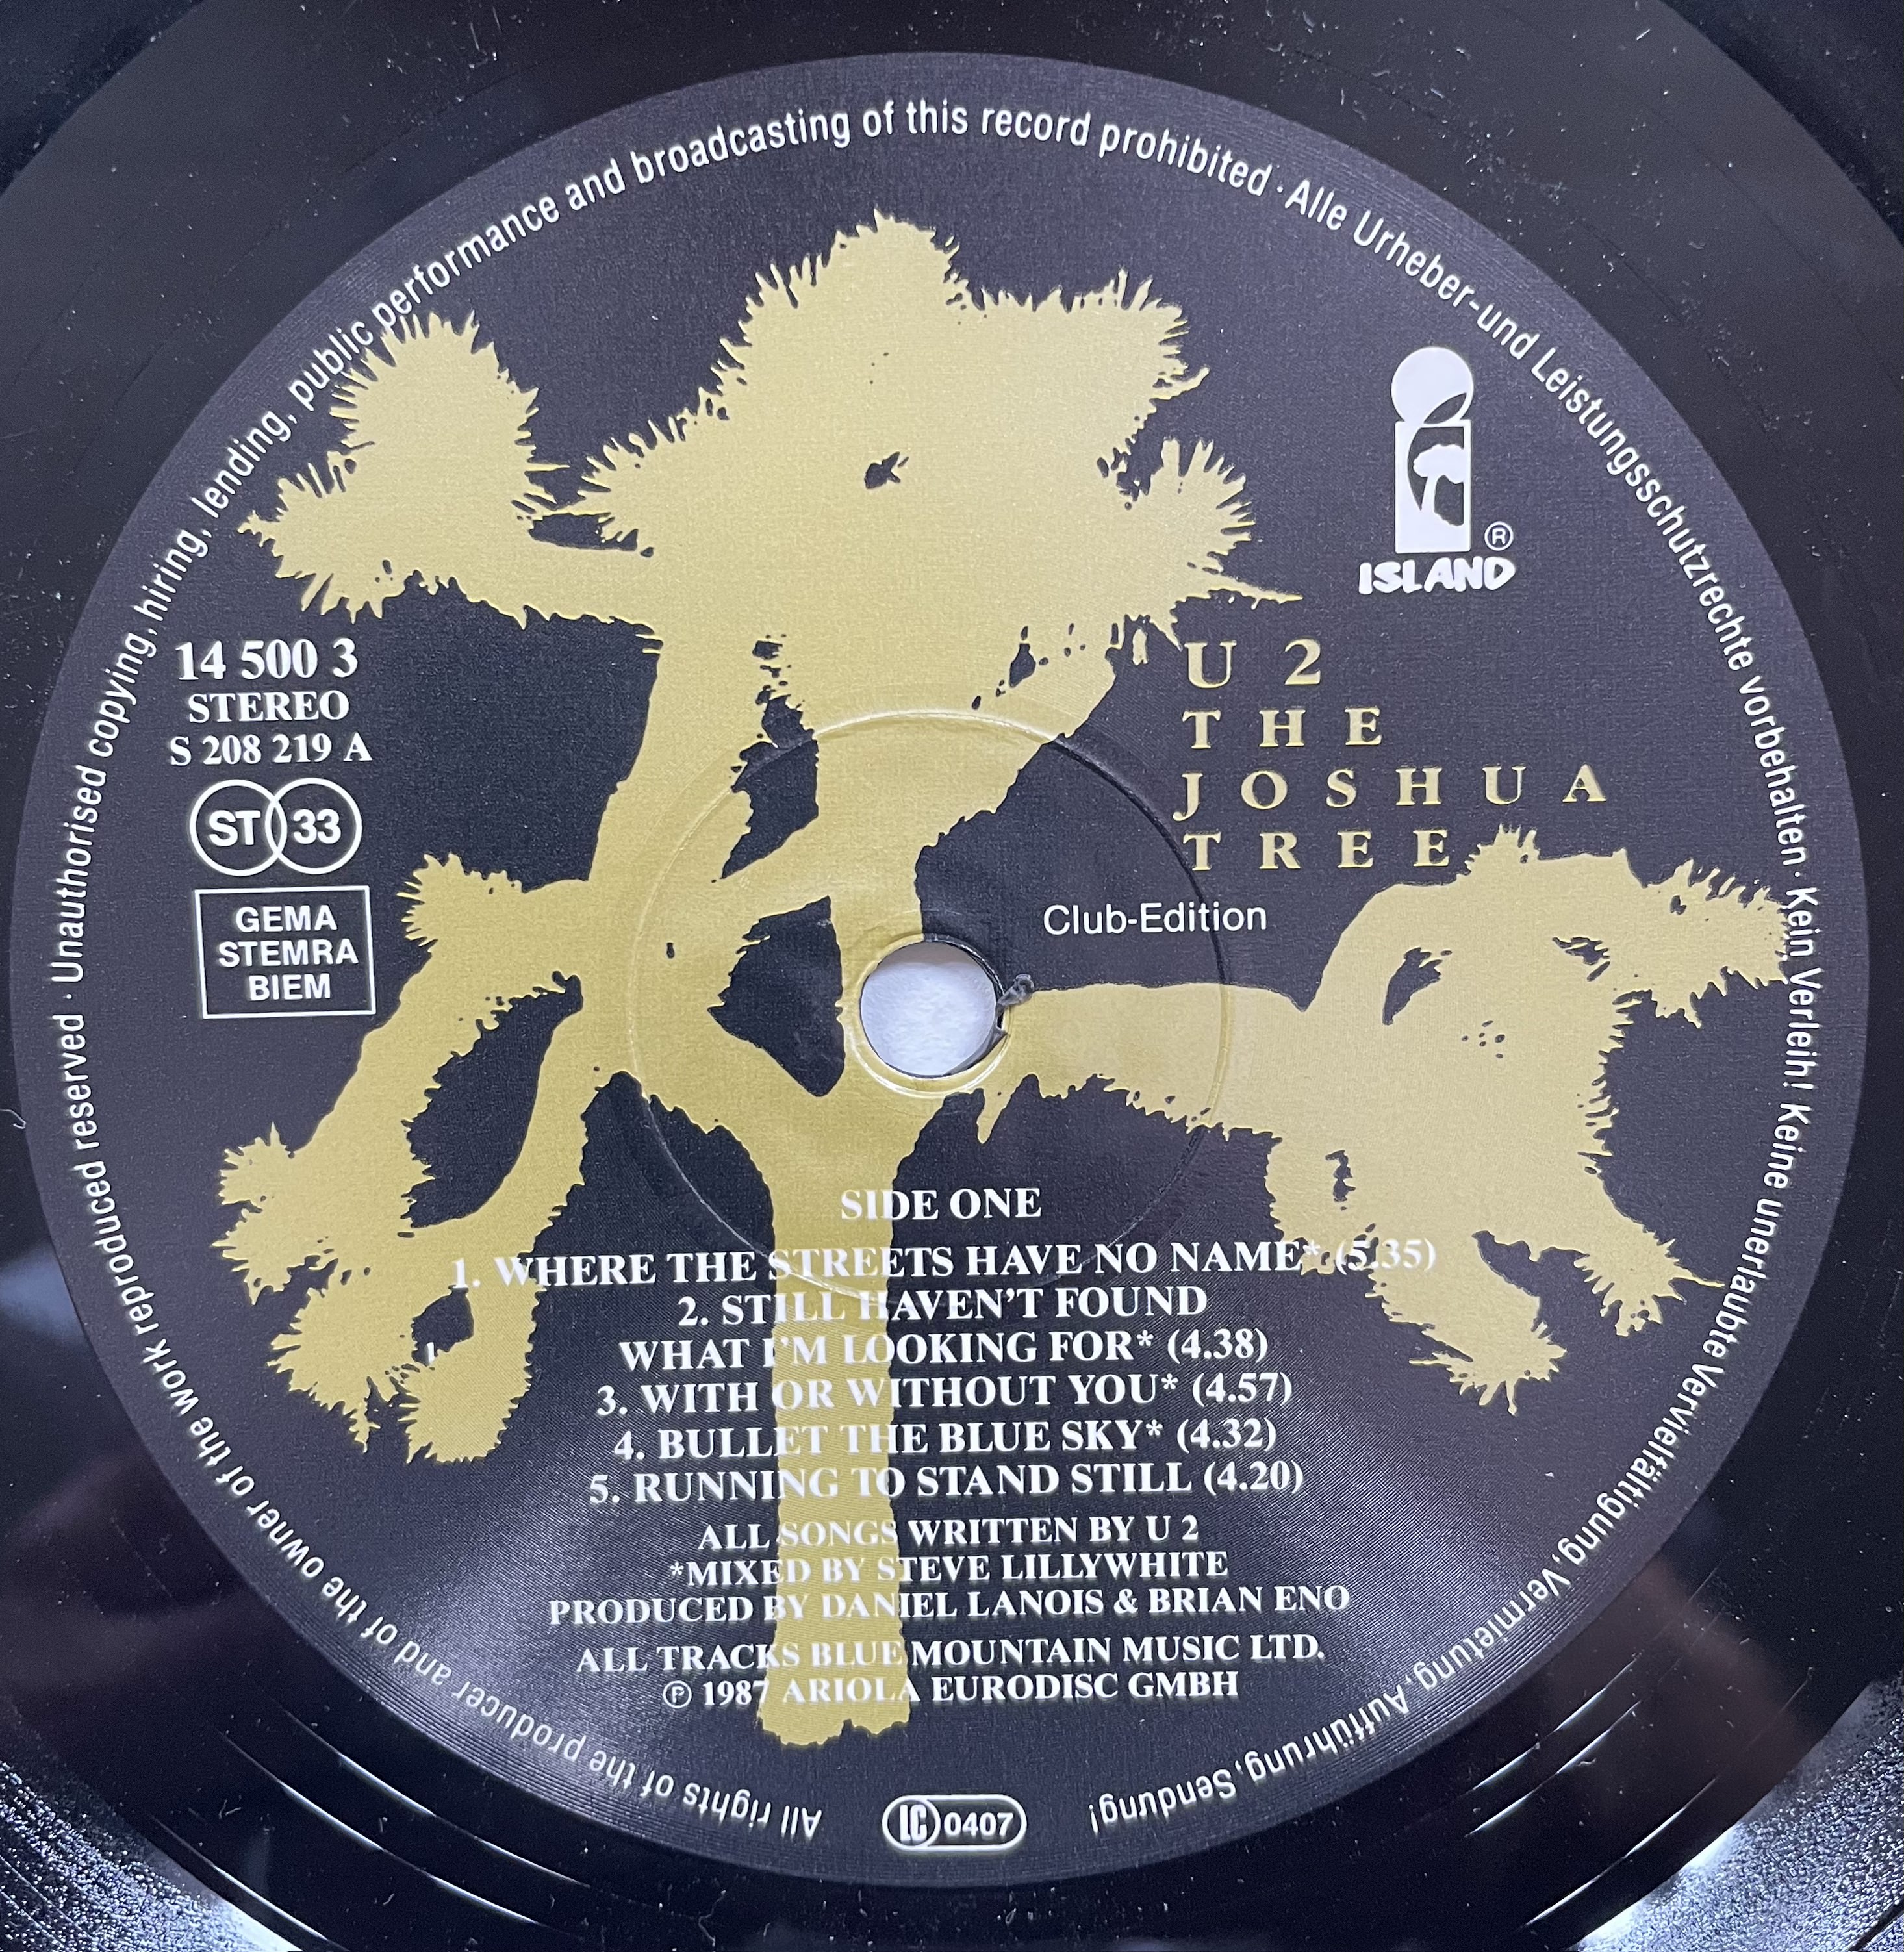 All rights of the producer and of the owner of the work reproduced reserved · Unauthorised copying, hiring, lending, public performance and broadcasting of this record prohibited · Alle Urheber-und Leistungsschutzrechte vorbehalten · Kein Verleih! Keine unerlaubte Vervielfältigung, Vermietung, Aufführung, Sendung!
ISLAND ®
14 500 3
STEREO
S 208 219 A
ST 33
GEMA
STEMRA
BIEM
U 2
THE
JOSHUA
TREE
Club-Edition
SIDE ONE
1. WHERE THE STREETS HAVE NO NAME* (5.35)
2. STILL HAVEN'T FOUND
WHAT I'M LOOKING FOR* (4.38)
3. WITH OR WITHOUT YOU* (4.57)
4. BULLET THE BLUE SKY* (4.32)
5. RUNNING TO STAND STILL (4.20)
ALL SONGS WRITTEN BY U 2
*MIXED BY STEVE LILLYWHITE
PRODUCED BY DANIEL LANOIS & BRIAN ENO
ALL TRACKS BLUE MOUNTAIN MUSIC LTD.
℗ 1987 ARIOLA EURODISC GMBH
LC 0407